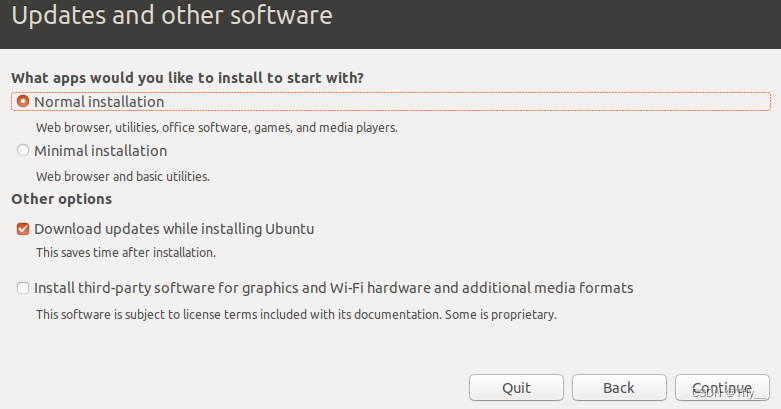 Updates and other software
What apps would you like to install to start with?
Normal installation
Web browser, utilities, office software, games, and media players.
Minimal installation
Web browser and basic utilities.
Other options
Download updates while installing Ubuntu
This saves time after installation.
Install third-party software for graphics and Wi-Fi hardware and additional media formats
This software is subject to license terms included with its documentation. Some is proprietary.
Quit Back Continue